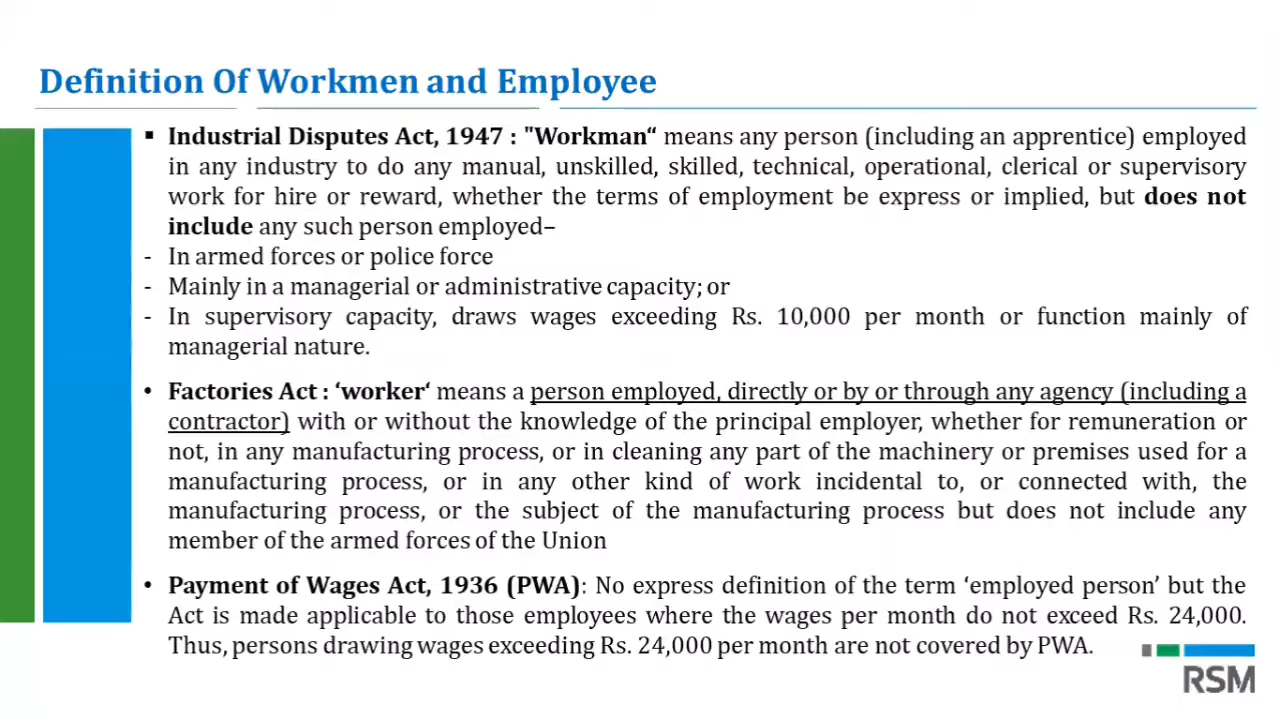 Definition Of Workmen and Employee
▪ Industrial Disputes Act, 1947 : "Workman“ means any person (including an apprentice) employed
in any industry to do any manual, unskilled, skilled, technical, operational, clerical or supervisory
work for hire or reward, whether the terms of employment be express or implied, but does not
include any such person employed–
- In armed forces or police force
- Mainly in a managerial or administrative capacity; or
- In supervisory capacity, draws wages exceeding Rs. 10,000 per month or function mainly of
managerial nature.
• Factories Act : ‘worker‘ means a person employed, directly or by or through any agency (including a
contractor) with or without the knowledge of the principal employer, whether for remuneration or
not, in any manufacturing process, or in cleaning any part of the machinery or premises used for a
manufacturing process, or in any other kind of work incidental to, or connected with, the
manufacturing process, or the subject of the manufacturing process but does not include any
member of the armed forces of the Union
• Payment of Wages Act, 1936 (PWA): No express definition of the term ‘employed person’ but the
Act is made applicable to those employees where the wages per month do not exceed Rs. 24,000.
Thus, persons drawing wages exceeding Rs. 24,000 per month are not covered by PWA.
RSM